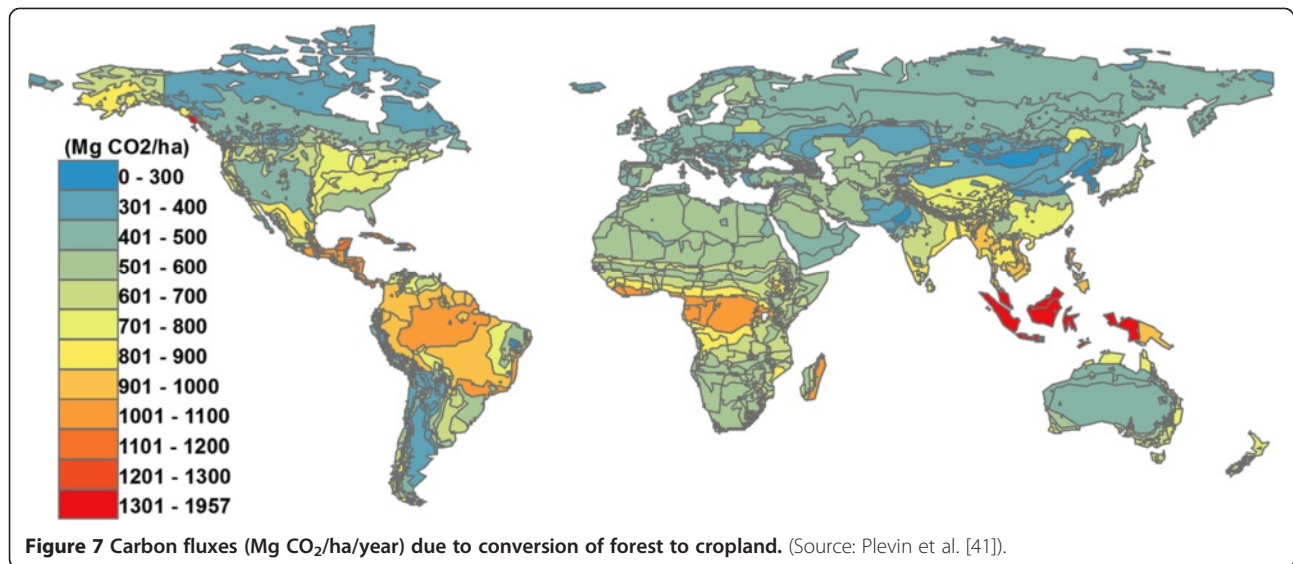 (Mg CO2/ha)
0 - 300
301 - 400
401 - 500
501 - 600
601 - 700
701 - 800
801 - 900
901 - 1000
1001 - 1100
1101 - 1200
1201 - 1300
1301 - 1957
Figure 7 Carbon fluxes (Mg CO₂/ha/year) due to conversion of forest to cropland. (Source: Plevin et al. [41]).